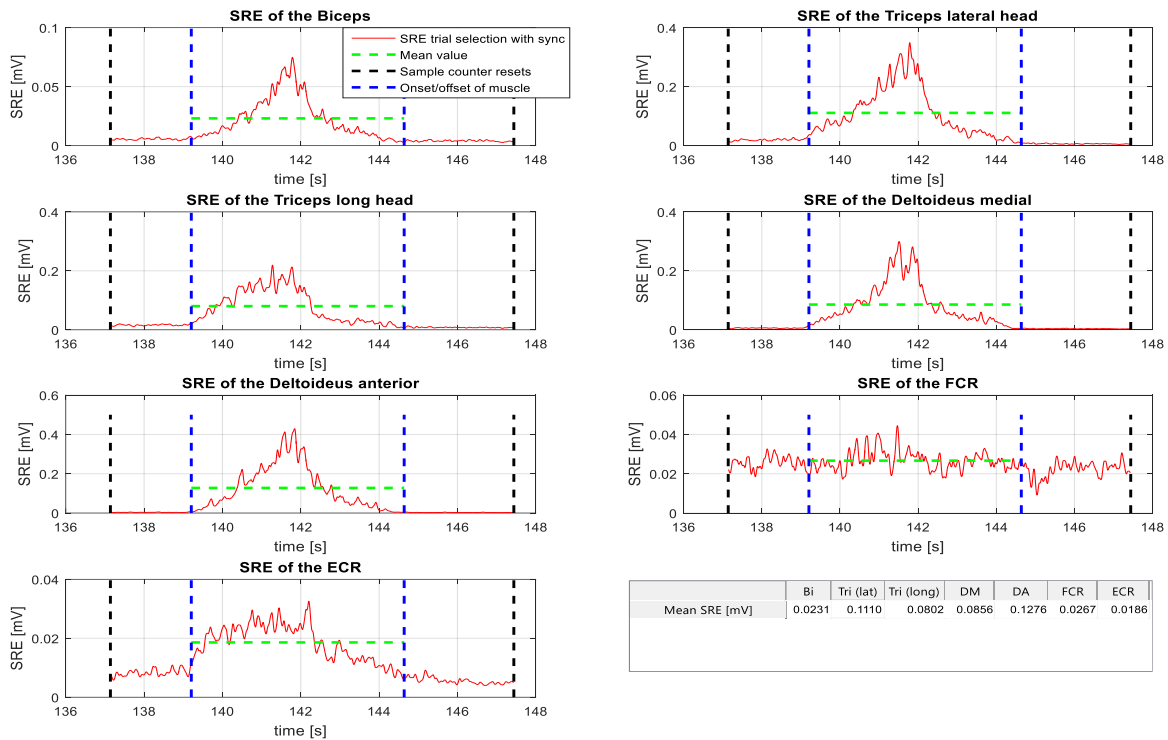 SRE of the Biceps
SRE [mV]
0.1
0.05
0
136 138 140 142 144 146 148
time [s]
SRE trial selection with sync
Mean value
Sample counter resets
Onset/offset of muscle
SRE of the Triceps lateral head
SRE [mV]
0.4
0.2
0
136 138 140 142 144 146 148
time [s]
SRE of the Triceps long head
SRE [mV]
0.4
0.2
0
136 138 140 142 144 146 148
time [s]
SRE of the Deltoideus medial
SRE [mV]
0.4
0.2
0
136 138 140 142 144 146 148
time [s]
SRE of the Deltoideus anterior
SRE [mV]
0.6
0.4
0.2
0
136 138 140 142 144 146 148
time [s]
SRE of the FCR
SRE [mV]
0.06
0.04
0.02
0
136 138 140 142 144 146 148
time [s]
SRE of the ECR
SRE [mV]
0.04
0.02
0
136 138 140 142 144 146 148
time [s]
Bi Tri (lat) Tri (long) DM DA FCR ECR
Mean SRE [mV] 0.0231 0.1110 0.0802 0.0856 0.1276 0.0267 0.0186